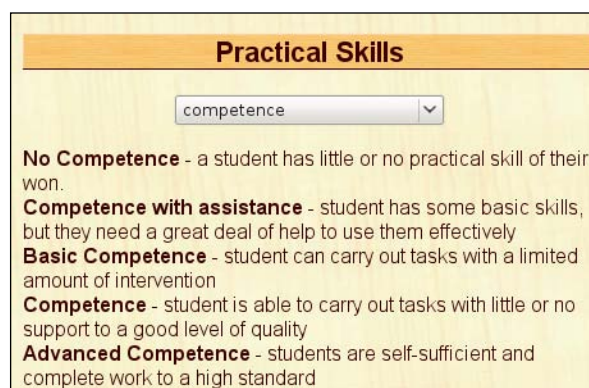 Practical Skills
competence
No Competence - a student has little or no practical skill of their
won.
Competence with assistance - student has some basic skills,
but they need a great deal of help to use them effectively
Basic Competence - student can carry out tasks with a limited
amount of intervention
Competence - student is able to carry out tasks with little or no
support to a good level of quality
Advanced Competence - students are self-sufficient and
complete work to a high standard